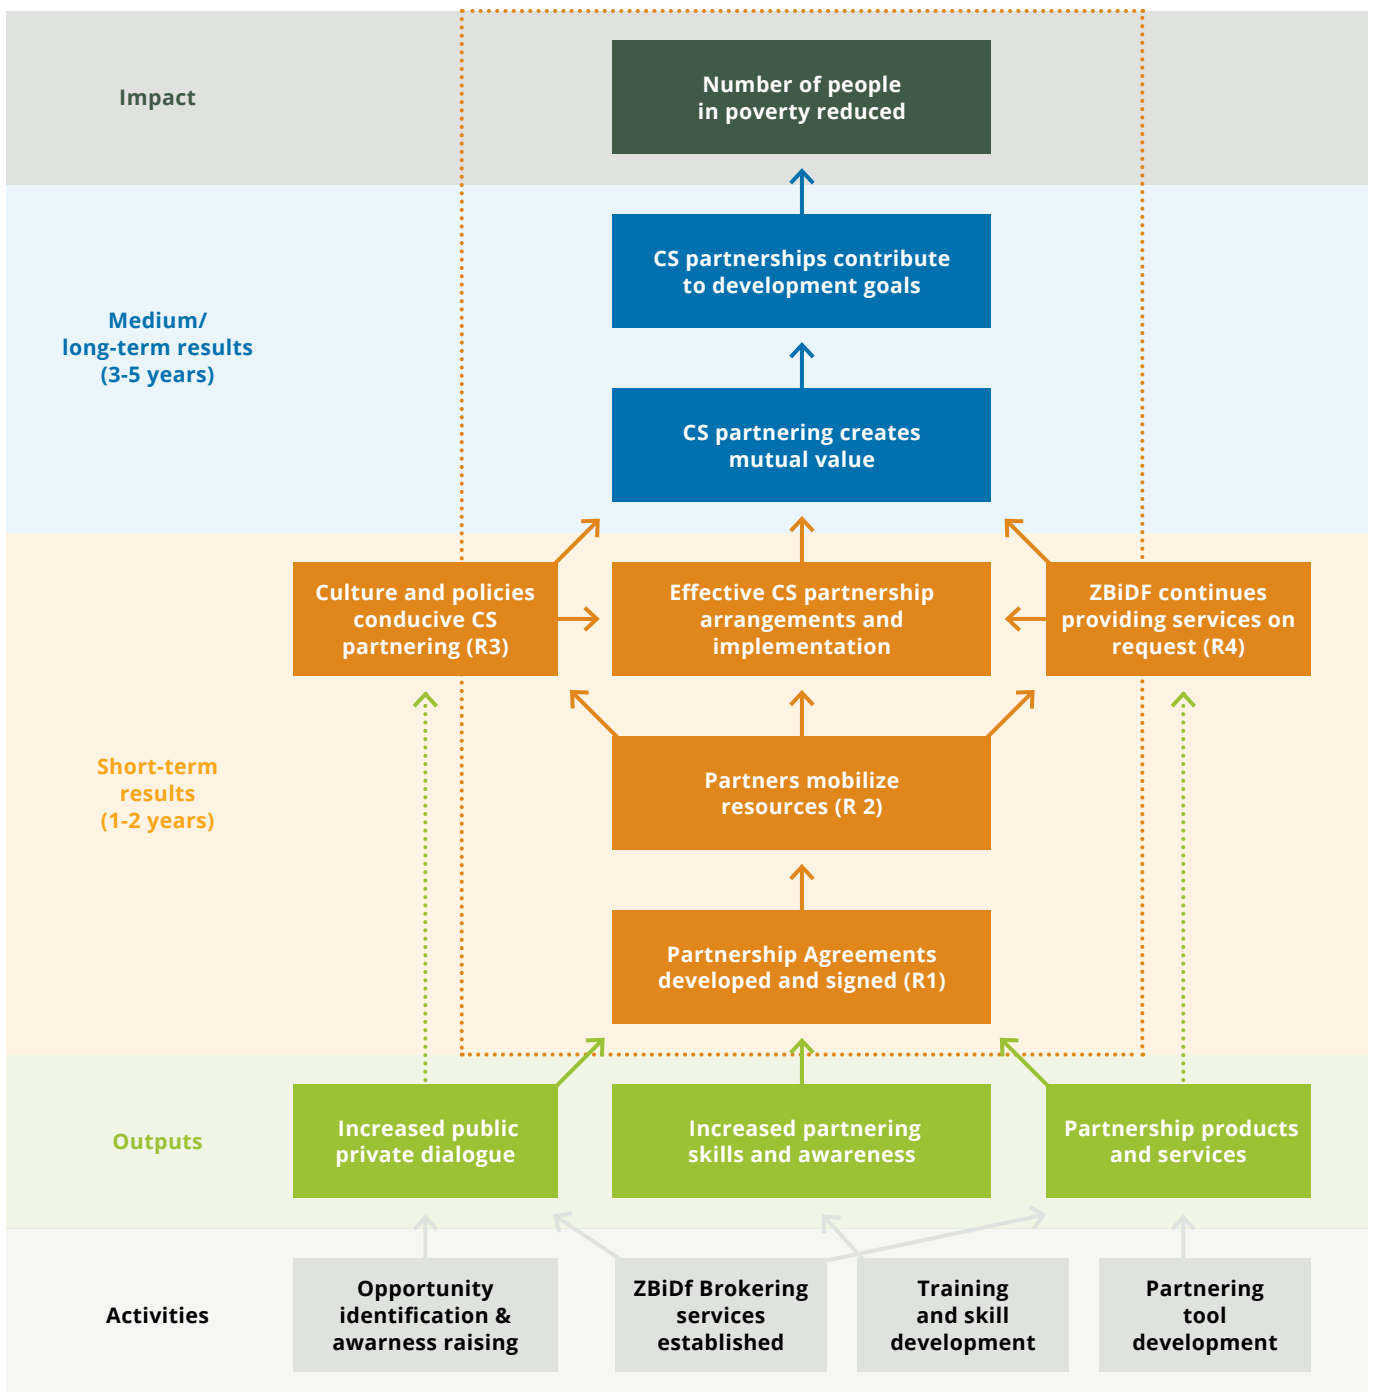 Impact
Number of people
in poverty reduced
Medium/
long-term results
(3-5 years)
CS partnerships contribute
to development goals
CS partnering creates
mutual value
Short-term
results
(1-2 years)
Culture and policies
conducive CS
partnering (R3)
Effective CS partnership
arrangements and
implementation
ZBiDF continues
providing services on
request (R4)
Partners mobilize
resources (R 2)
Partnership Agreements
developed and signed (R1)
Outputs
Increased public
private dialogue
Increased partnering
skills and awareness
Partnership products
and services
Activities
Opportunity
identification &
awarness raising
ZBiDf Brokering
services
established
Training
and skill
development
Partnering
tool
development